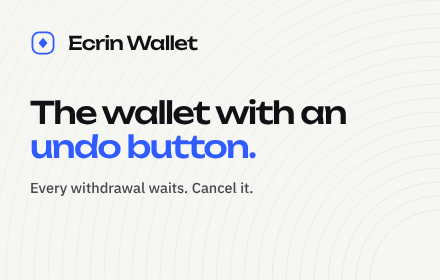 Ecrin Wallet
The wallet with an
undo button.
Every withdrawal waits. Cancel it.